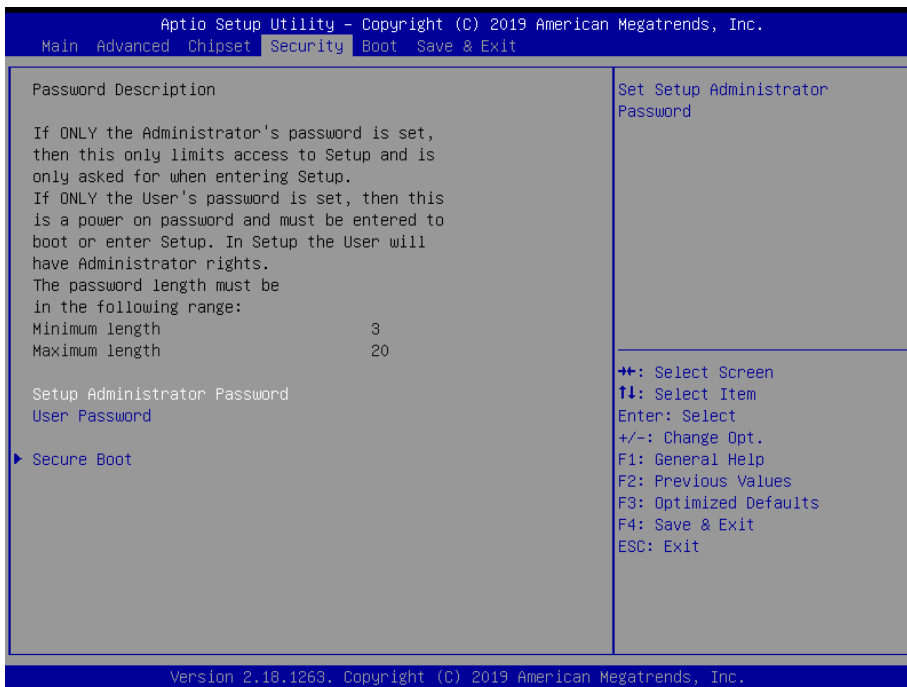 Aptio Setup Utility – Copyright (C) 2019 American Megatrends, Inc.
Main Advanced Chipset Security Boot Save & Exit
Password Description
If ONLY the Administrator's password is set,
then this only limits access to Setup and is
only asked for when entering Setup.
If ONLY the User's password is set, then this
is a power on password and must be entered to
boot or enter Setup. In Setup the User will
have Administrator rights.
The password length must be
in the following range:
Minimum length 3
Maximum length 20
Setup Administrator Password
User Password
Secure Boot
Set Setup Administrator
Password
→←: Select Screen
↑↓: Select Item
Enter: Select
+/-: Change Opt.
F1: General Help
F2: Previous Values
F3: Optimized Defaults
F4: Save & Exit
ESC: Exit
Version 2.18.1263. Copyright (C) 2019 American Megatrends, Inc.